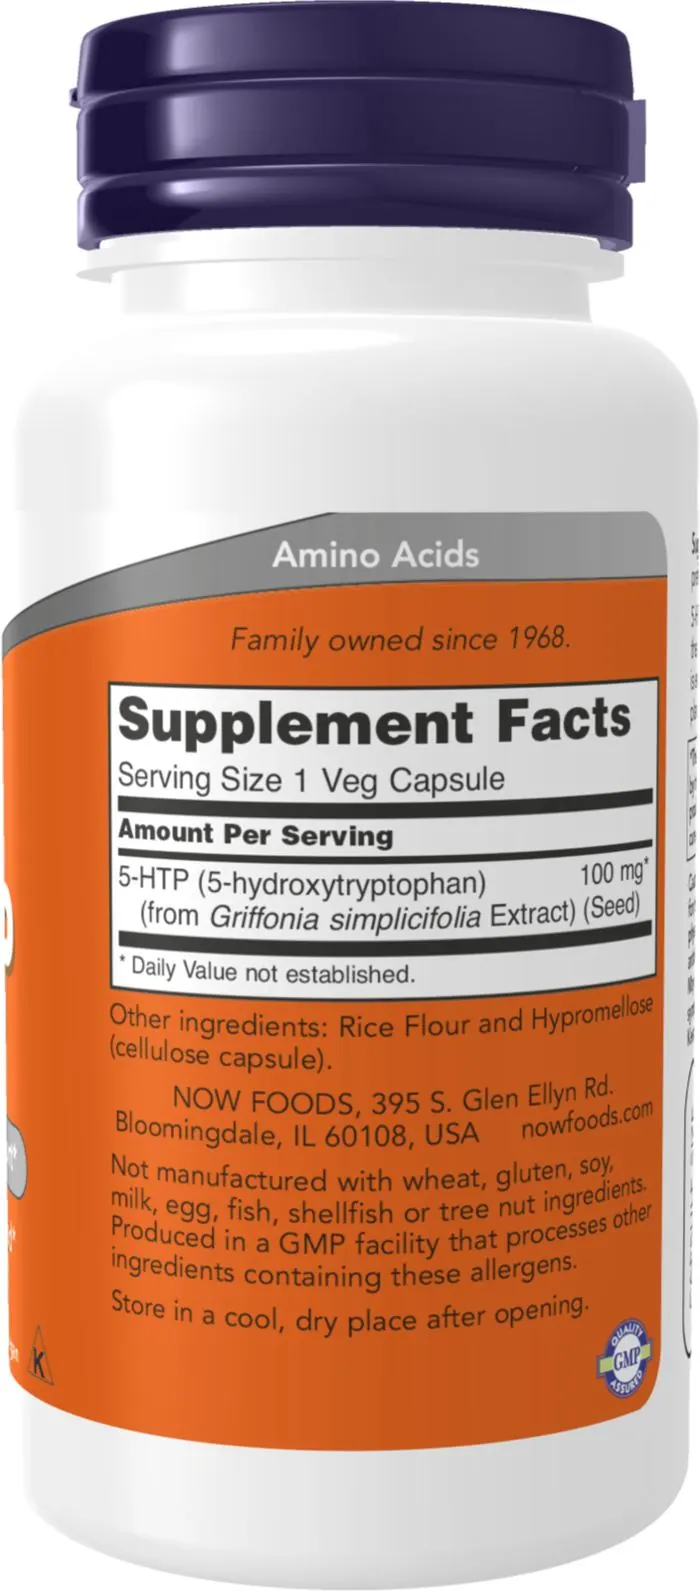 Amino Acids
Family owned since 1968.
Supplement Facts
Serving Size 1 Veg Capsule
Amount Per Serving
5-HTP (5-hydroxytryptophan) 100 mg*
(from Griffonia simplicifolia Extract) (Seed)
* Daily Value not established.
Other ingredients: Rice Flour and Hypromellose
(cellulose capsule).
NOW FOODS, 395 S. Glen Ellyn Rd.
Bloomingdale, IL 60108, USA nowfoods.com
Not manufactured with wheat, gluten, soy,
milk, egg, fish, shellfish or tree nut ingredients.
Produced in a GMP facility that processes other
ingredients containing these allergens.
Store in a cool, dry place after opening.
QUALITY
GMP
ASSURED
K